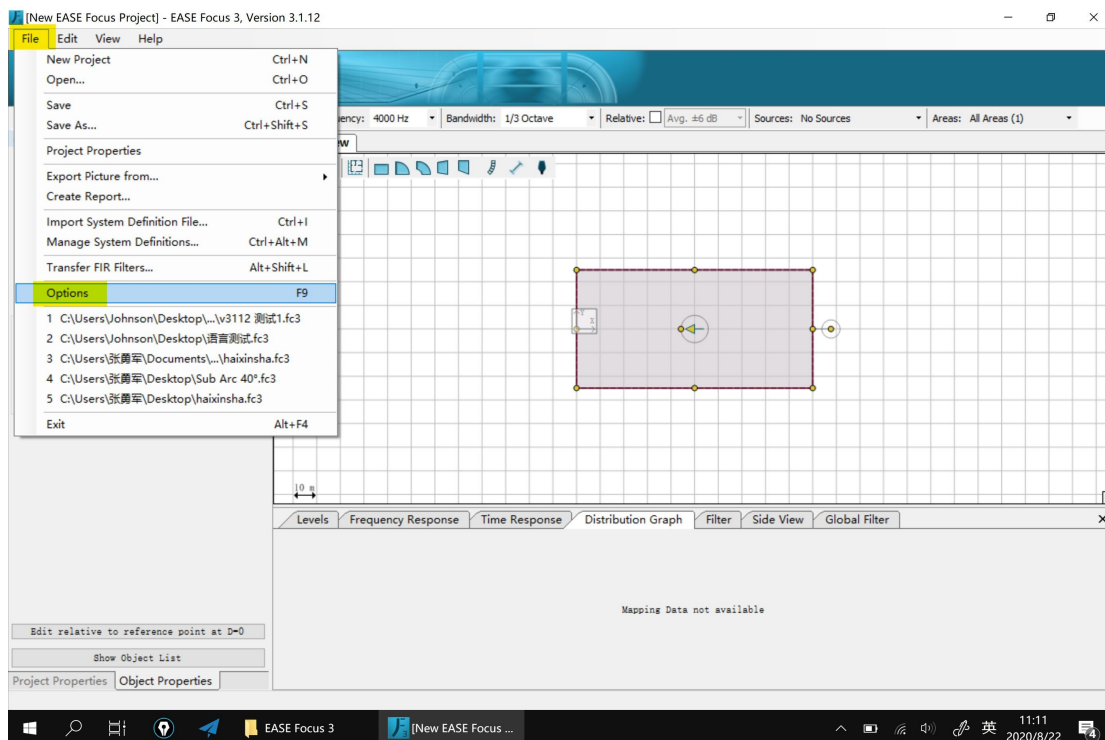 [New EASE Focus Project] - EASE Focus 3, Version 3.1.12
File Edit View Help
New Project Ctrl+N
Open... Ctrl+O
Save Ctrl+S
Save As... Ctrl+Shift+S
Project Properties
Export Picture from...
Create Report...
Import System Definition File... Ctrl+I
Manage System Definitions... Ctrl+Alt+M
Transfer FIR Filters... Alt+Shift+L
Options F9
1 C:\Users\Johnson\Desktop\...\v3112 测试1.fc3
2 C:\Users\Johnson\Desktop\语言测试.fc3
3 C:\Users\张勇军\Documents\...\haixinsha.fc3
4 C:\Users\张勇军\Desktop\Sub Arc 40°.fc3
5 C:\Users\张勇军\Desktop\haixinsha.fc3
Exit Alt+F4
4000 Hz Bandwidth: 1/3 Octave Relative: Avg. ±6 dB Sources: No Sources Areas: All Areas (1)
Y
X
10 m
Levels Frequency Response Time Response Distribution Graph Filter Side View Global Filter
Mapping Data not available
Edit relative to reference point at D=0
Show Object List
Project Properties Object Properties
EASE Focus 3 [New EASE Focus ... 英 11:11
2020/8/22 4